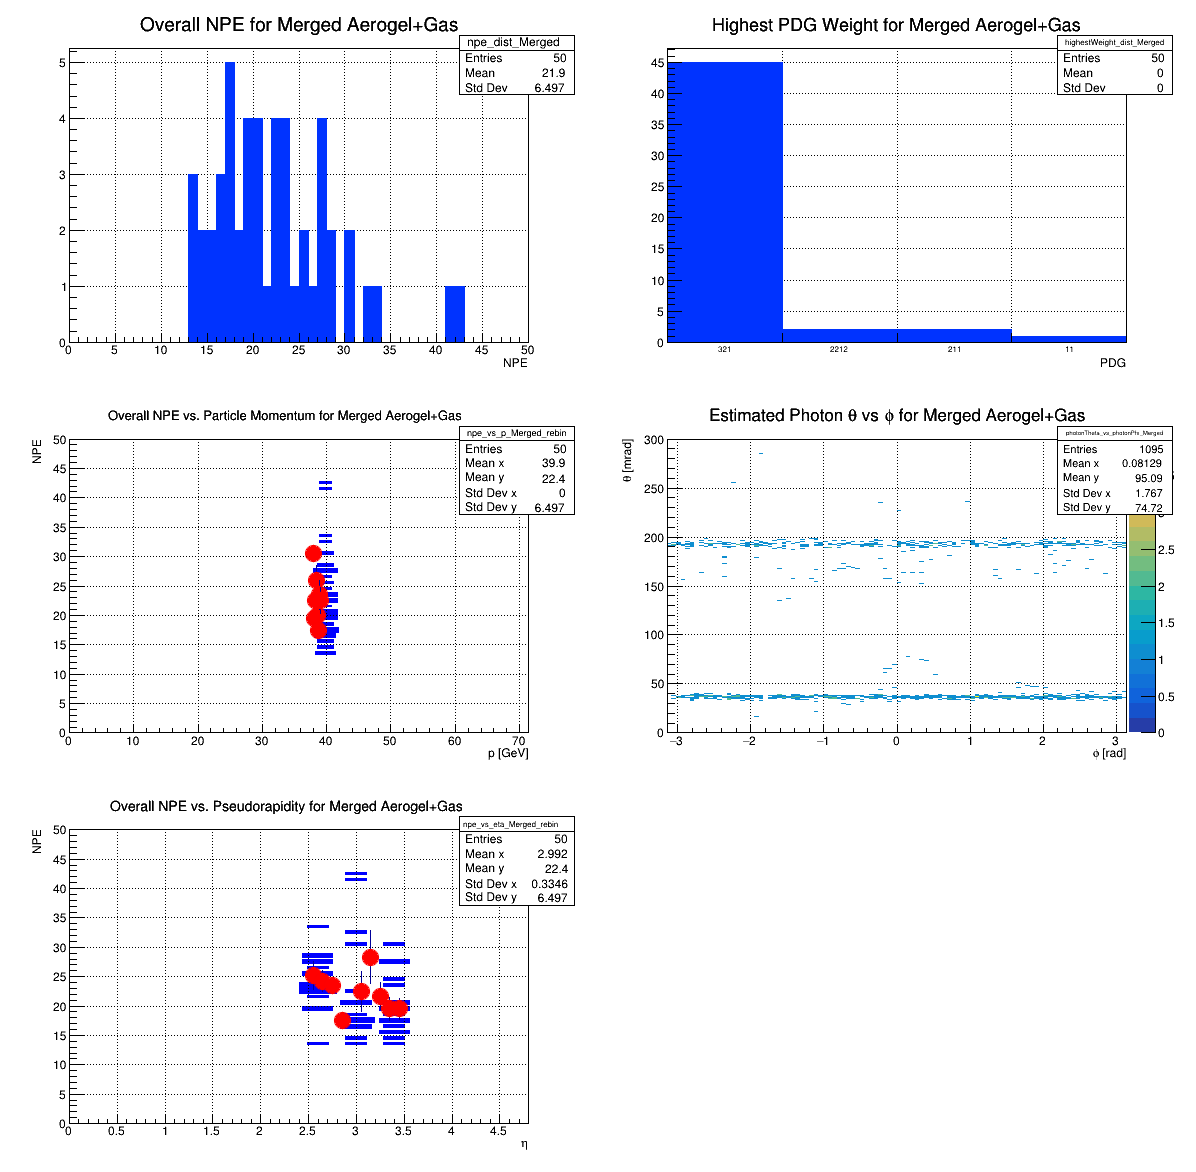 Overall NPE for Merged Aerogel+Gas
npe_dist_Merged
Entries 50
Mean 21.9
Std Dev 6.497
5
4
3
2
1
0
0 5 10 15 20 25 30 35 40 45 50
NPE
Highest PDG Weight for Merged Aerogel+Gas
highestWeight_dist_Merged
Entries 50
Mean 0
Std Dev 0
45
40
35
30
25
20
15
10
5
0
321 2212 211 11
PDG
Overall NPE vs. Particle Momentum for Merged Aerogel+Gas
npe_vs_p_Merged_rebin
Entries 50
Mean x 39.9
Mean y 22.4
Std Dev x 0
Std Dev y 6.497
NPE
50
45
40
35
30
25
20
15
10
5
0
0 10 20 30 40 50 60 70
p [GeV]
Estimated Photon θ vs ϕ for Merged Aerogel+Gas
photonTheta_vs_photonPhi_Merged
Entries 1095
Mean x 0.08129
Mean y 95.09
Std Dev x 1.767
Std Dev y 74.72
θ [mrad]
300
250
200
150
100
50
0
−3 −2 −1 0 1 2 3
ϕ [rad]
2.5
2
1.5
1
0.5
0
Overall NPE vs. Pseudorapidity for Merged Aerogel+Gas
npe_vs_eta_Merged_rebin
Entries 50
Mean x 2.992
Mean y 22.4
Std Dev x 0.3346
Std Dev y 6.497
NPE
50
45
40
35
30
25
20
15
10
5
0
0 0.5 1 1.5 2 2.5 3 3.5 4 4.5
η